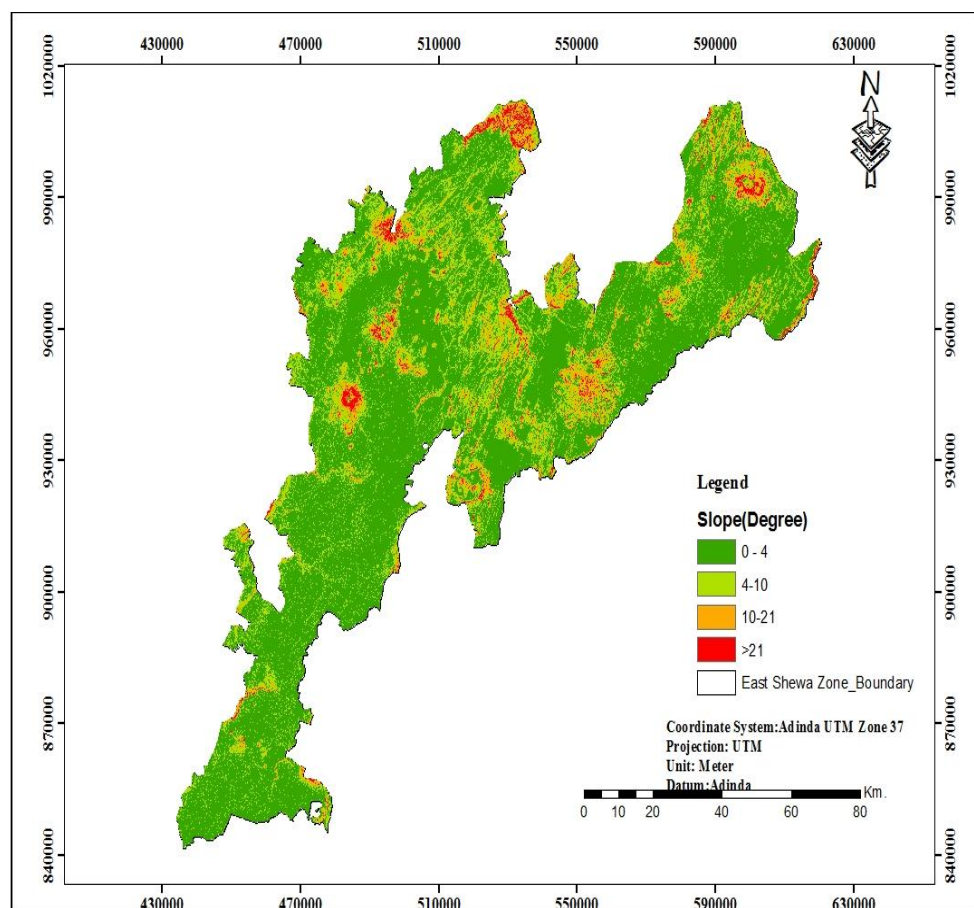 430000 470000 510000 550000 590000 630000
1020000 1020000
990000 990000
960000 960000
930000 930000
900000 900000
870000 870000
840000 840000
N
Legend
Slope(Degree)
0 - 4
4-10
10-21
>21
East Shewa Zone_Boundary
Coordinate System:Adinda UTM Zone 37
Projection: UTM
Unit: Meter
Datum:Adinda
Km.
0 10 20 40 60 80
430000 470000 510000 550000 590000 630000